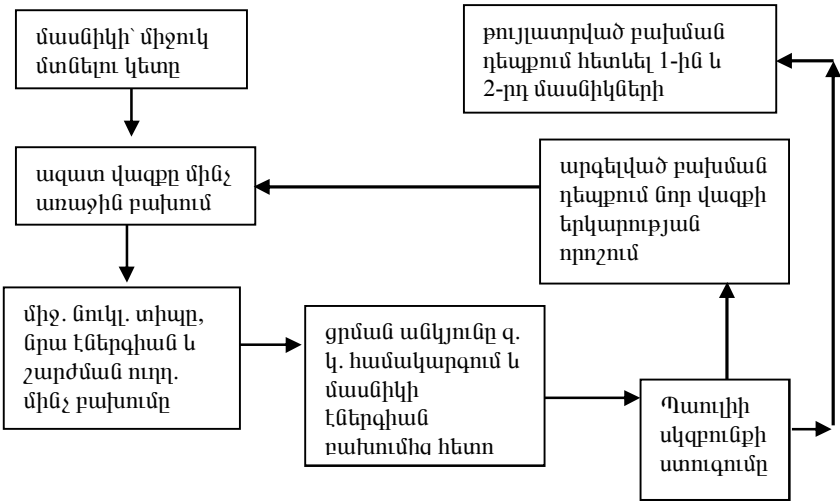 մասնիկի` միջուկ
մտնելու կետը
թույլատրված բախման
դեպքում հետևել 1-ին և
2-րդ մասնիկների
ազատ վազքը մինչ
առաջին բախում
արգելված բախման
դեպքում նոր վազքի
երկարության
որոշում
միջ. նուկլ. տիպը,
նրա էներգիան և
շարժման ուղղ.
մինչ բախումը
ցրման անկյունը զ.
կ. համակարգում և
մասնիկի
էներգիան
բախումից հետո
Պաուլիի
սկզբունքի
ստուգումը